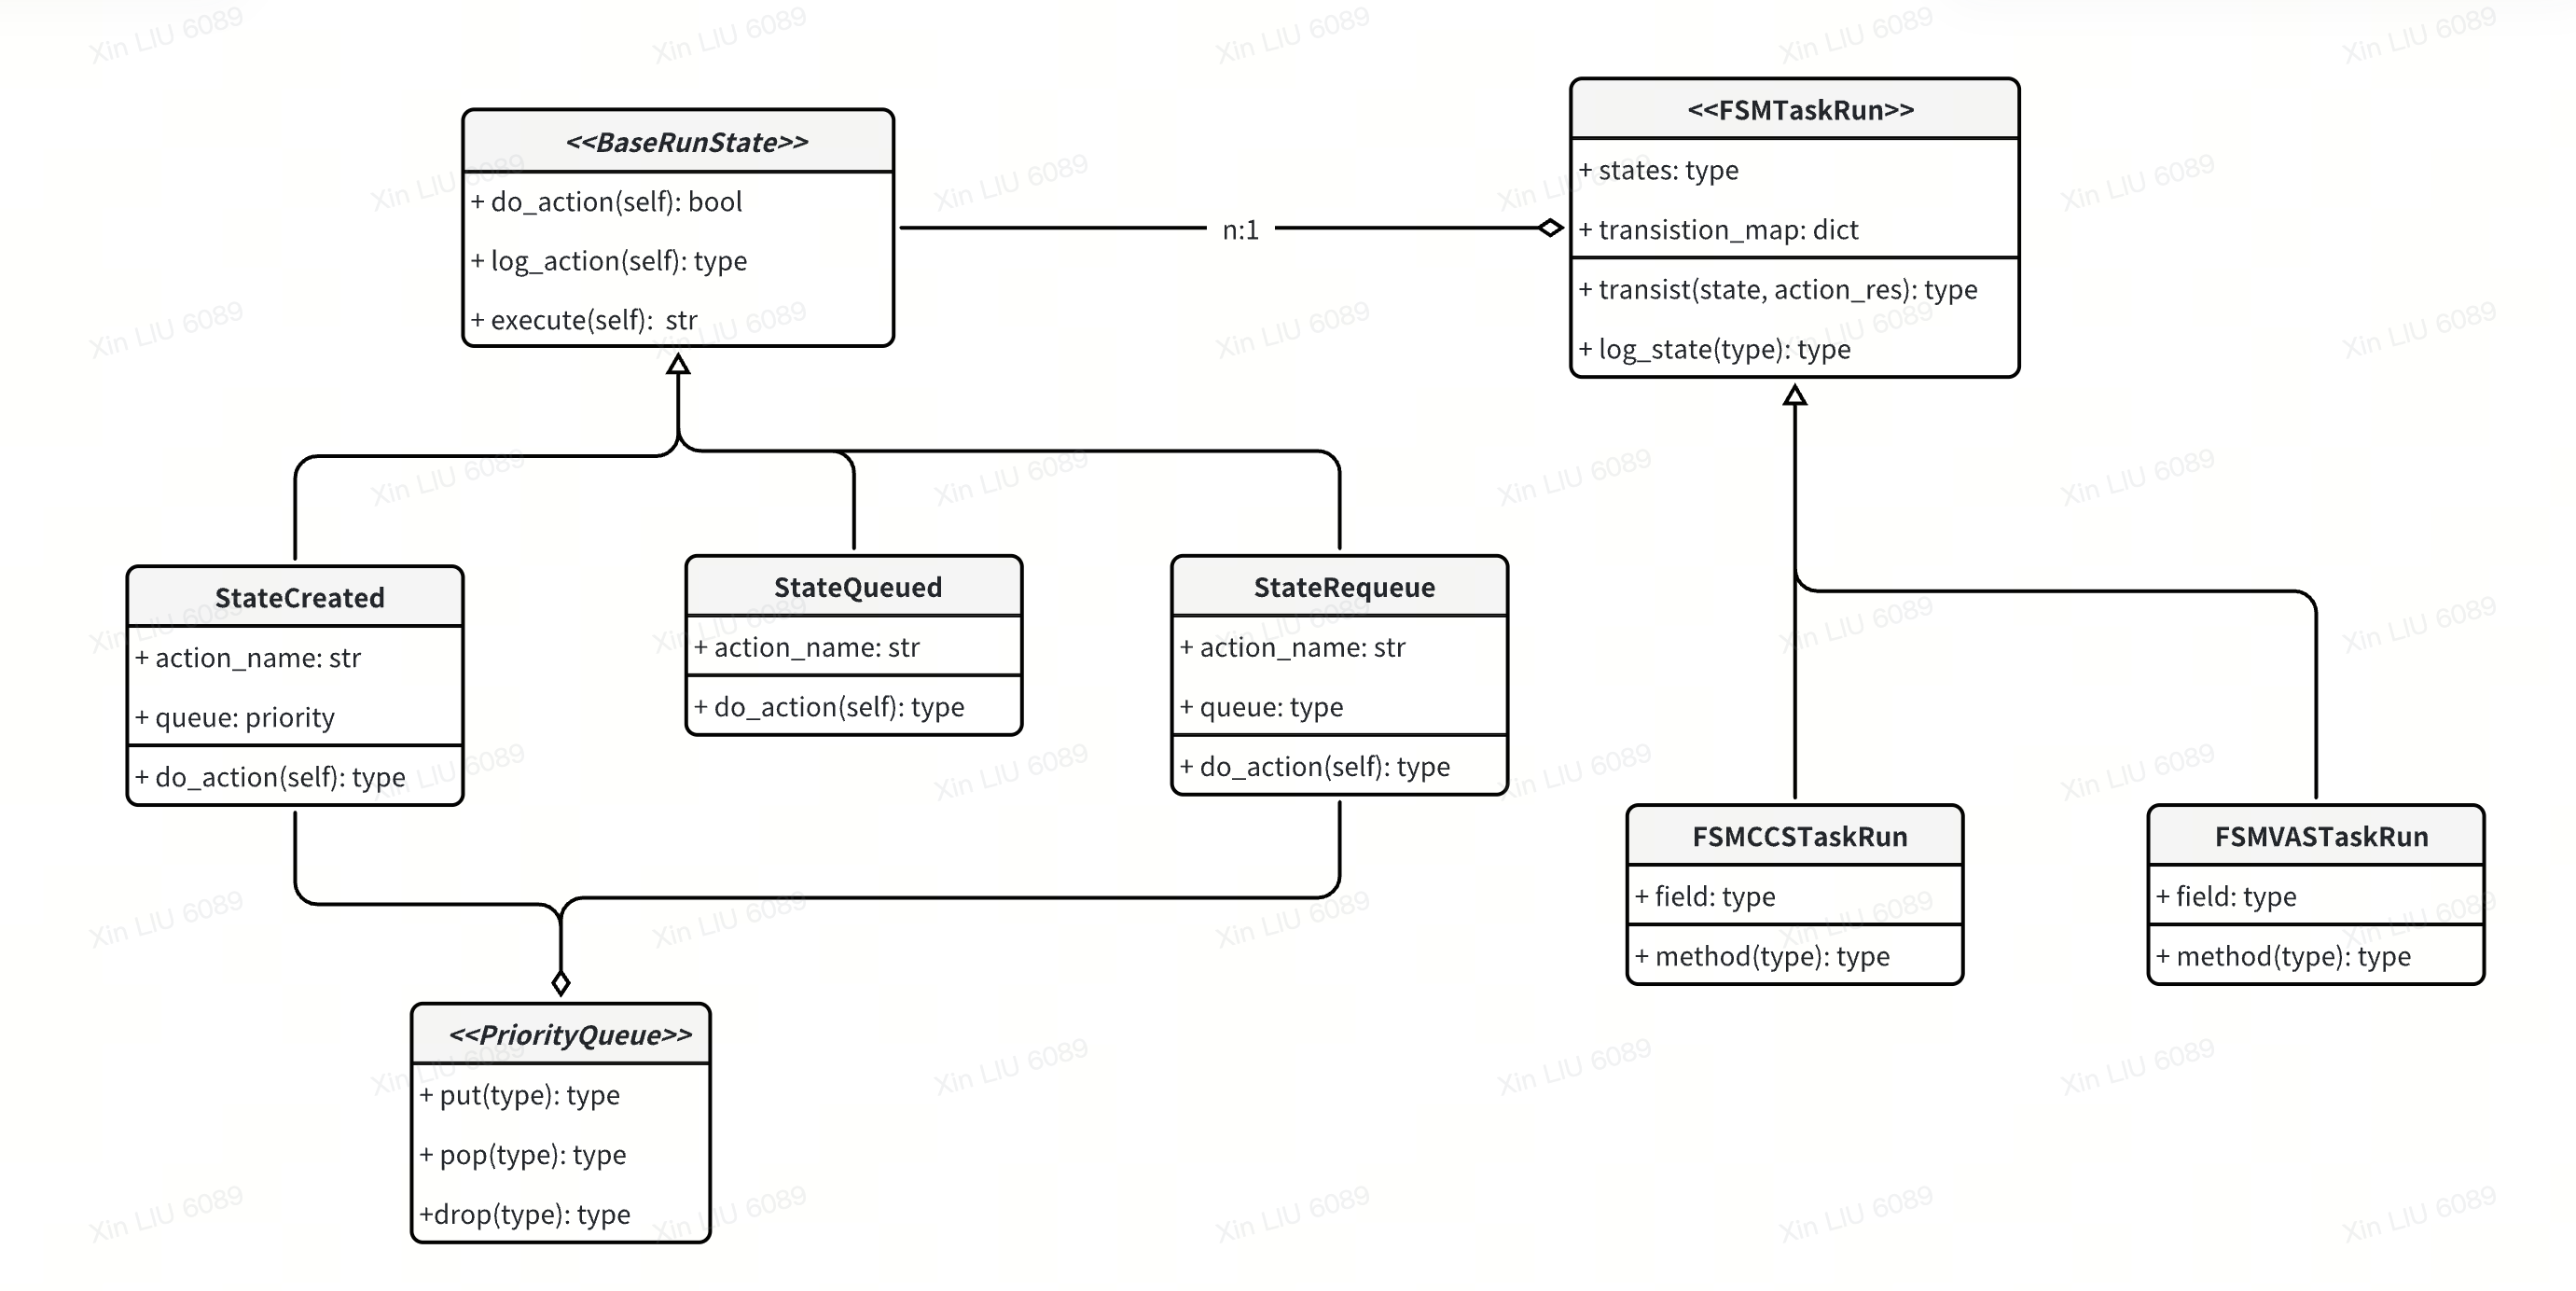 <<BaseRunState>>
+ do_action(self): bool
+ log_action(self): type
+ execute(self): str
n:1
<<FSMTaskRun>>
+ states: type
+ transistion_map: dict
+ transist(state, action_res): type
+ log_state(type): type
StateCreated
+ action_name: str
+ queue: priority
+ do_action(self): type
StateQueued
+ action_name: str
+ do_action(self): type
StateRequeue
+ action_name: str
+ queue: type
+ do_action(self): type
FSMCCSTaskRun
+ field: type
+ method(type): type
FSMVASTaskRun
+ field: type
+ method(type): type
<<PriorityQueue>>
+ put(type): type
+ pop(type): type
+drop(type): type
Xin LIU 6089